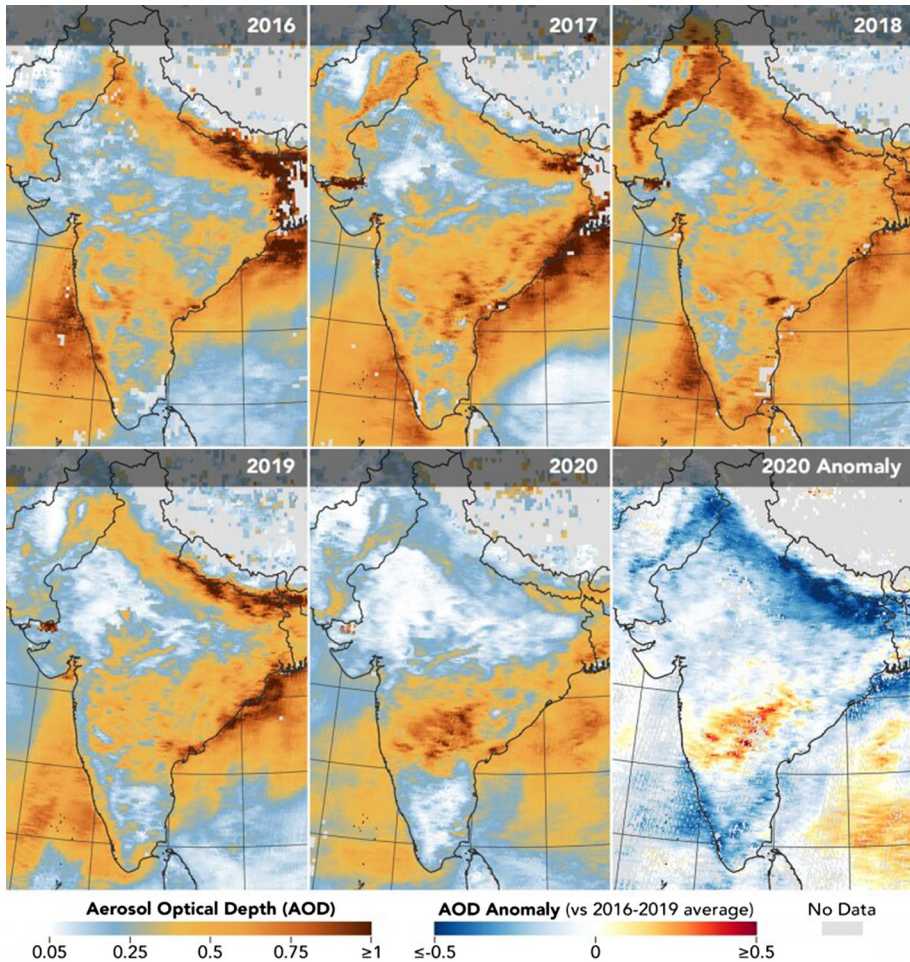 2016
2017
2018
2019
2020
2020 Anomaly
Aerosol Optical Depth (AOD)
0.05 0.25 0.5 0.75 ≥1
AOD Anomaly (vs 2016-2019 average)
≤-0.5 0 ≥0.5
No Data